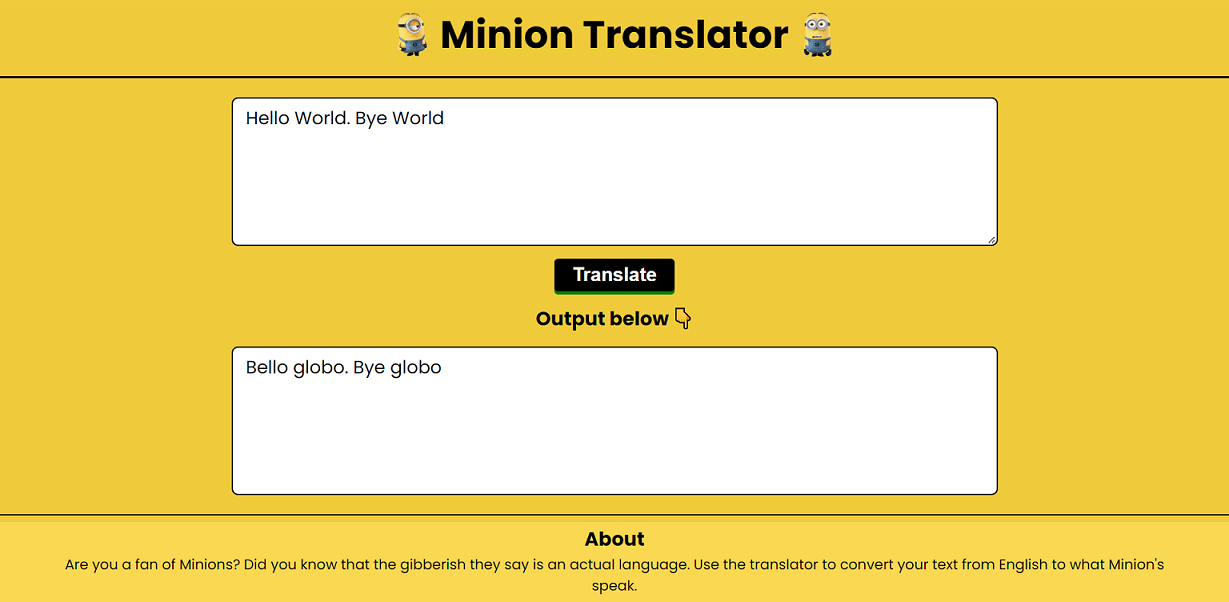 Minion Translator
Hello World. Bye World
Translate
Output below
Bello globo. Bye globo
About
Are you a fan of Minions? Did you know that the gibberish they say is an actual language. Use the translator to convert your text from English to what Minion's
speak.